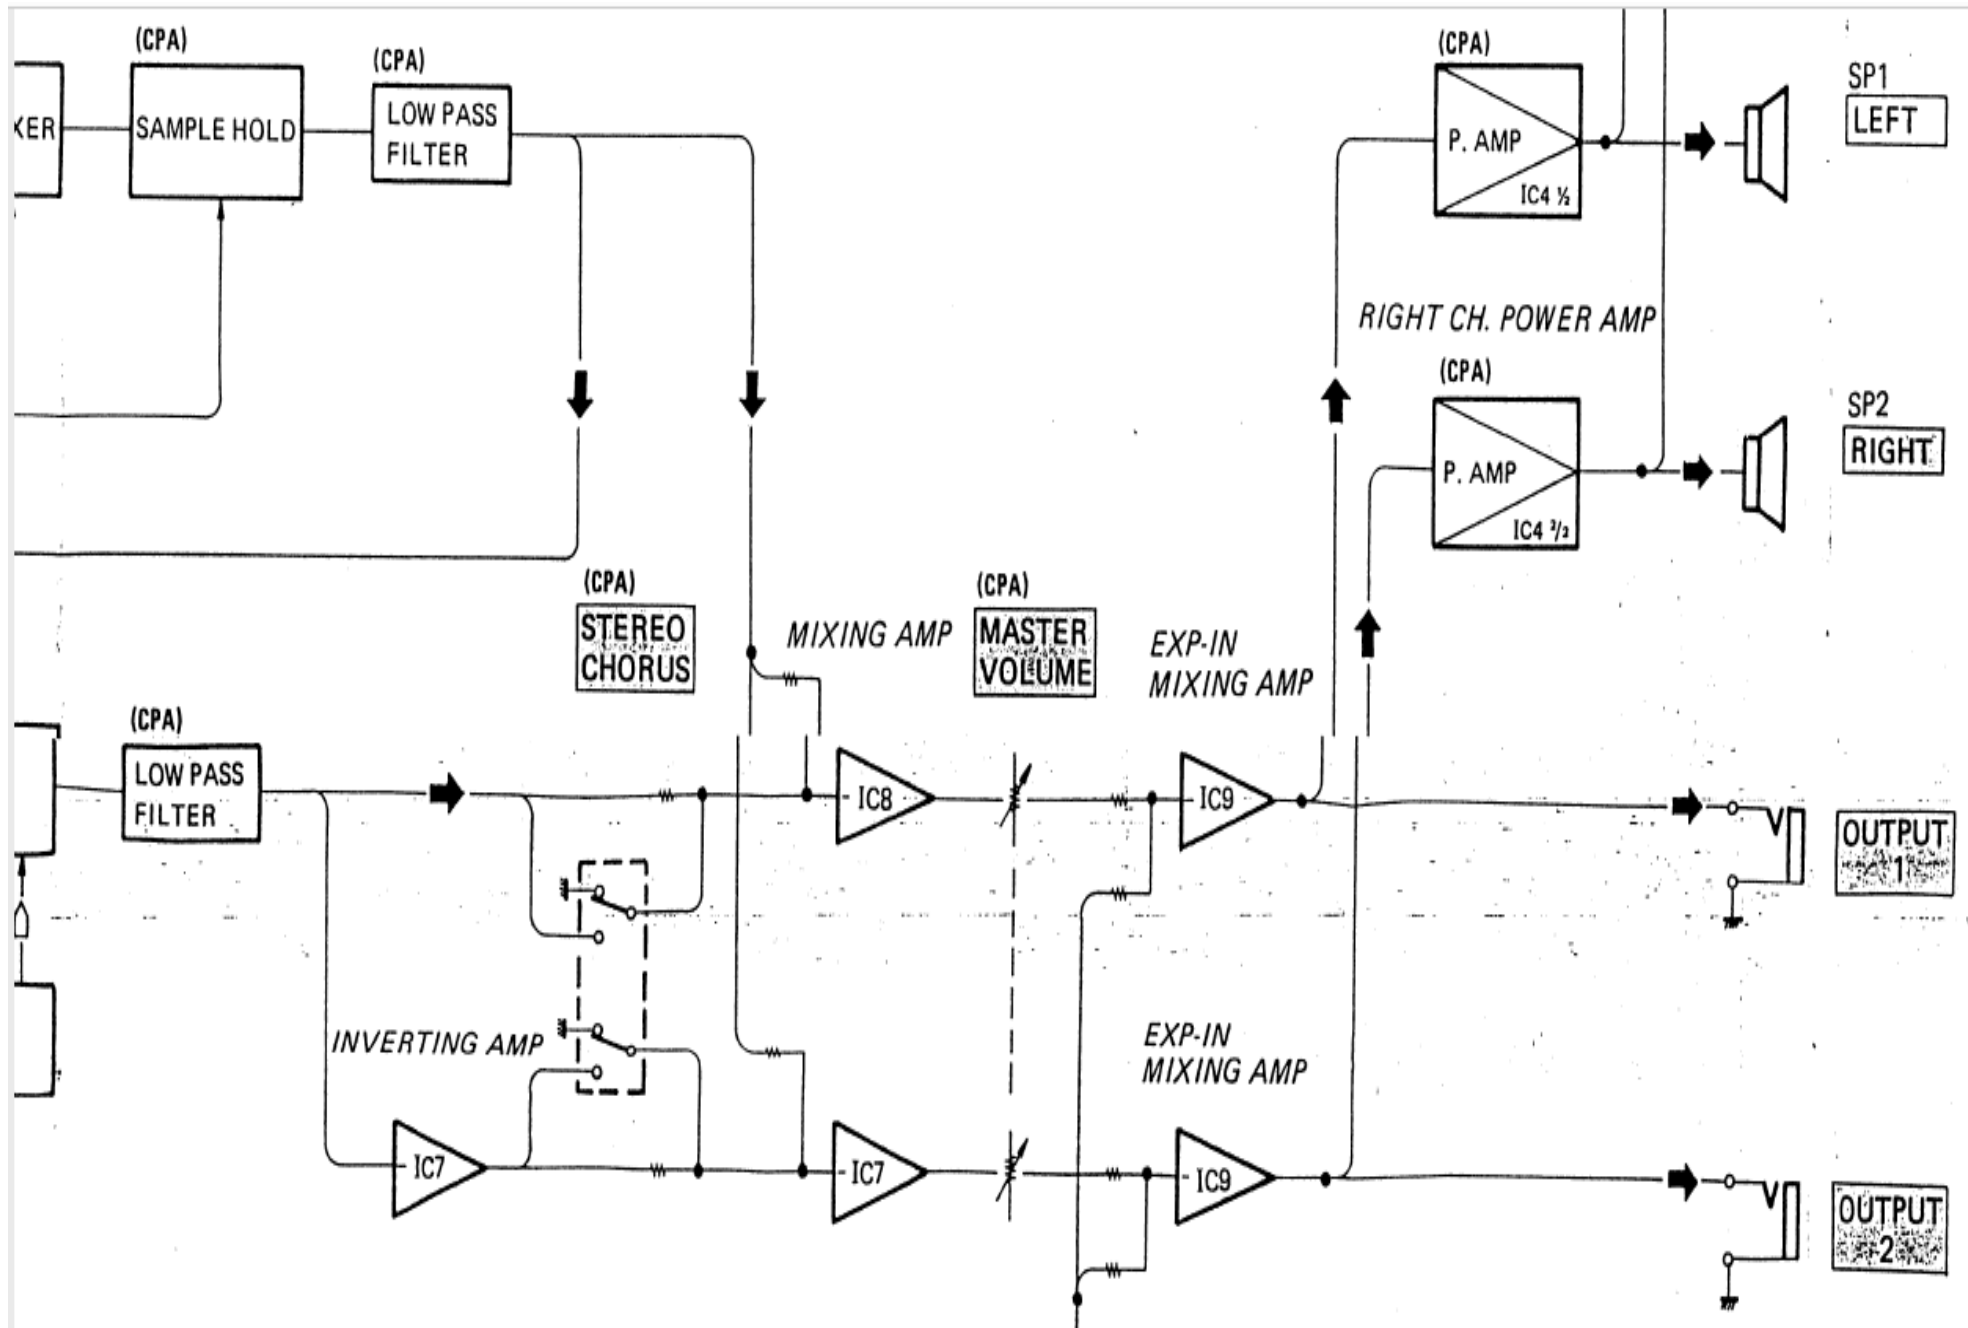 (CPA)
(CPA)
(CPA)
SP1
LEFT
XER
SAMPLE HOLD
LOW PASS
FILTER
P. AMP
IC4 ½
RIGHT CH. POWER AMP
(CPA)
SP2
RIGHT
P. AMP
IC4 2/2
(CPA)
STEREO
CHORUS
MIXING AMP
(CPA)
MASTER
VOLUME
EXP-IN
MIXING AMP
(CPA)
LOW PASS
FILTER
- IC8
- IC9
OUTPUT
1
INVERTING AMP
EXP-IN
MIXING AMP
- IC7
- IC7
- IC9
OUTPUT
2